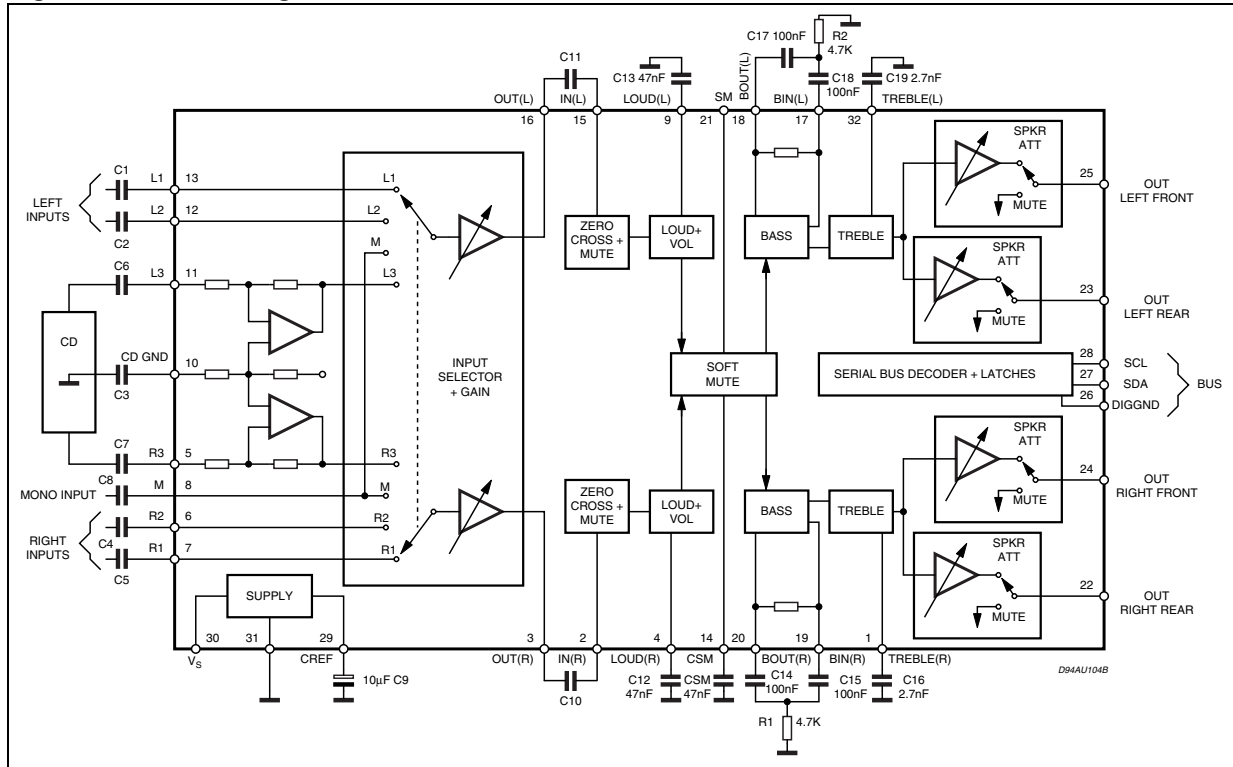 C17 100nF
R2
4.7K
C11
C13 47nF
BOUT(L)
C18
100nF
C19 2.7nF
OUT(L)
IN(L)
LOUD(L)
SM
BIN(L)
TREBLE(L)
16
15
9
21
18
17
32
LEFT
INPUTS
C1
L1
13
C2
L2
12
C6
L3
11
CD
CD GND
10
C3
C7
R3
5
C8
MONO INPUT
M
8
RIGHT
INPUTS
R2
6
C4
R1
7
C5
L1
L2
M
L3
INPUT
SELECTOR
+ GAIN
R3
M
R2
R1
ZERO
CROSS +
MUTE
LOUD+
VOL
BASS
TREBLE
SPKR
ATT
MUTE
25
OUT
LEFT FRONT
SPKR
ATT
MUTE
23
OUT
LEFT REAR
SOFT
MUTE
SERIAL BUS DECODER + LATCHES
28
SCL
27
SDA
26
DIGGND
BUS
ZERO
CROSS +
MUTE
LOUD+
VOL
BASS
TREBLE
SPKR
ATT
MUTE
24
OUT
RIGHT FRONT
SPKR
ATT
MUTE
22
OUT
RIGHT REAR
SUPPLY
30
31
29
3
2
4
14
20
19
1
VS
CREF
OUT(R)
IN(R)
LOUD(R)
CSM
BOUT(R)
BIN(R)
TREBLE(R)
D94AU104B
10µF C9
C10
C12
47nF
CSM
47nF
C14
100nF
C15
100nF
C16
2.7nF
R1
4.7K